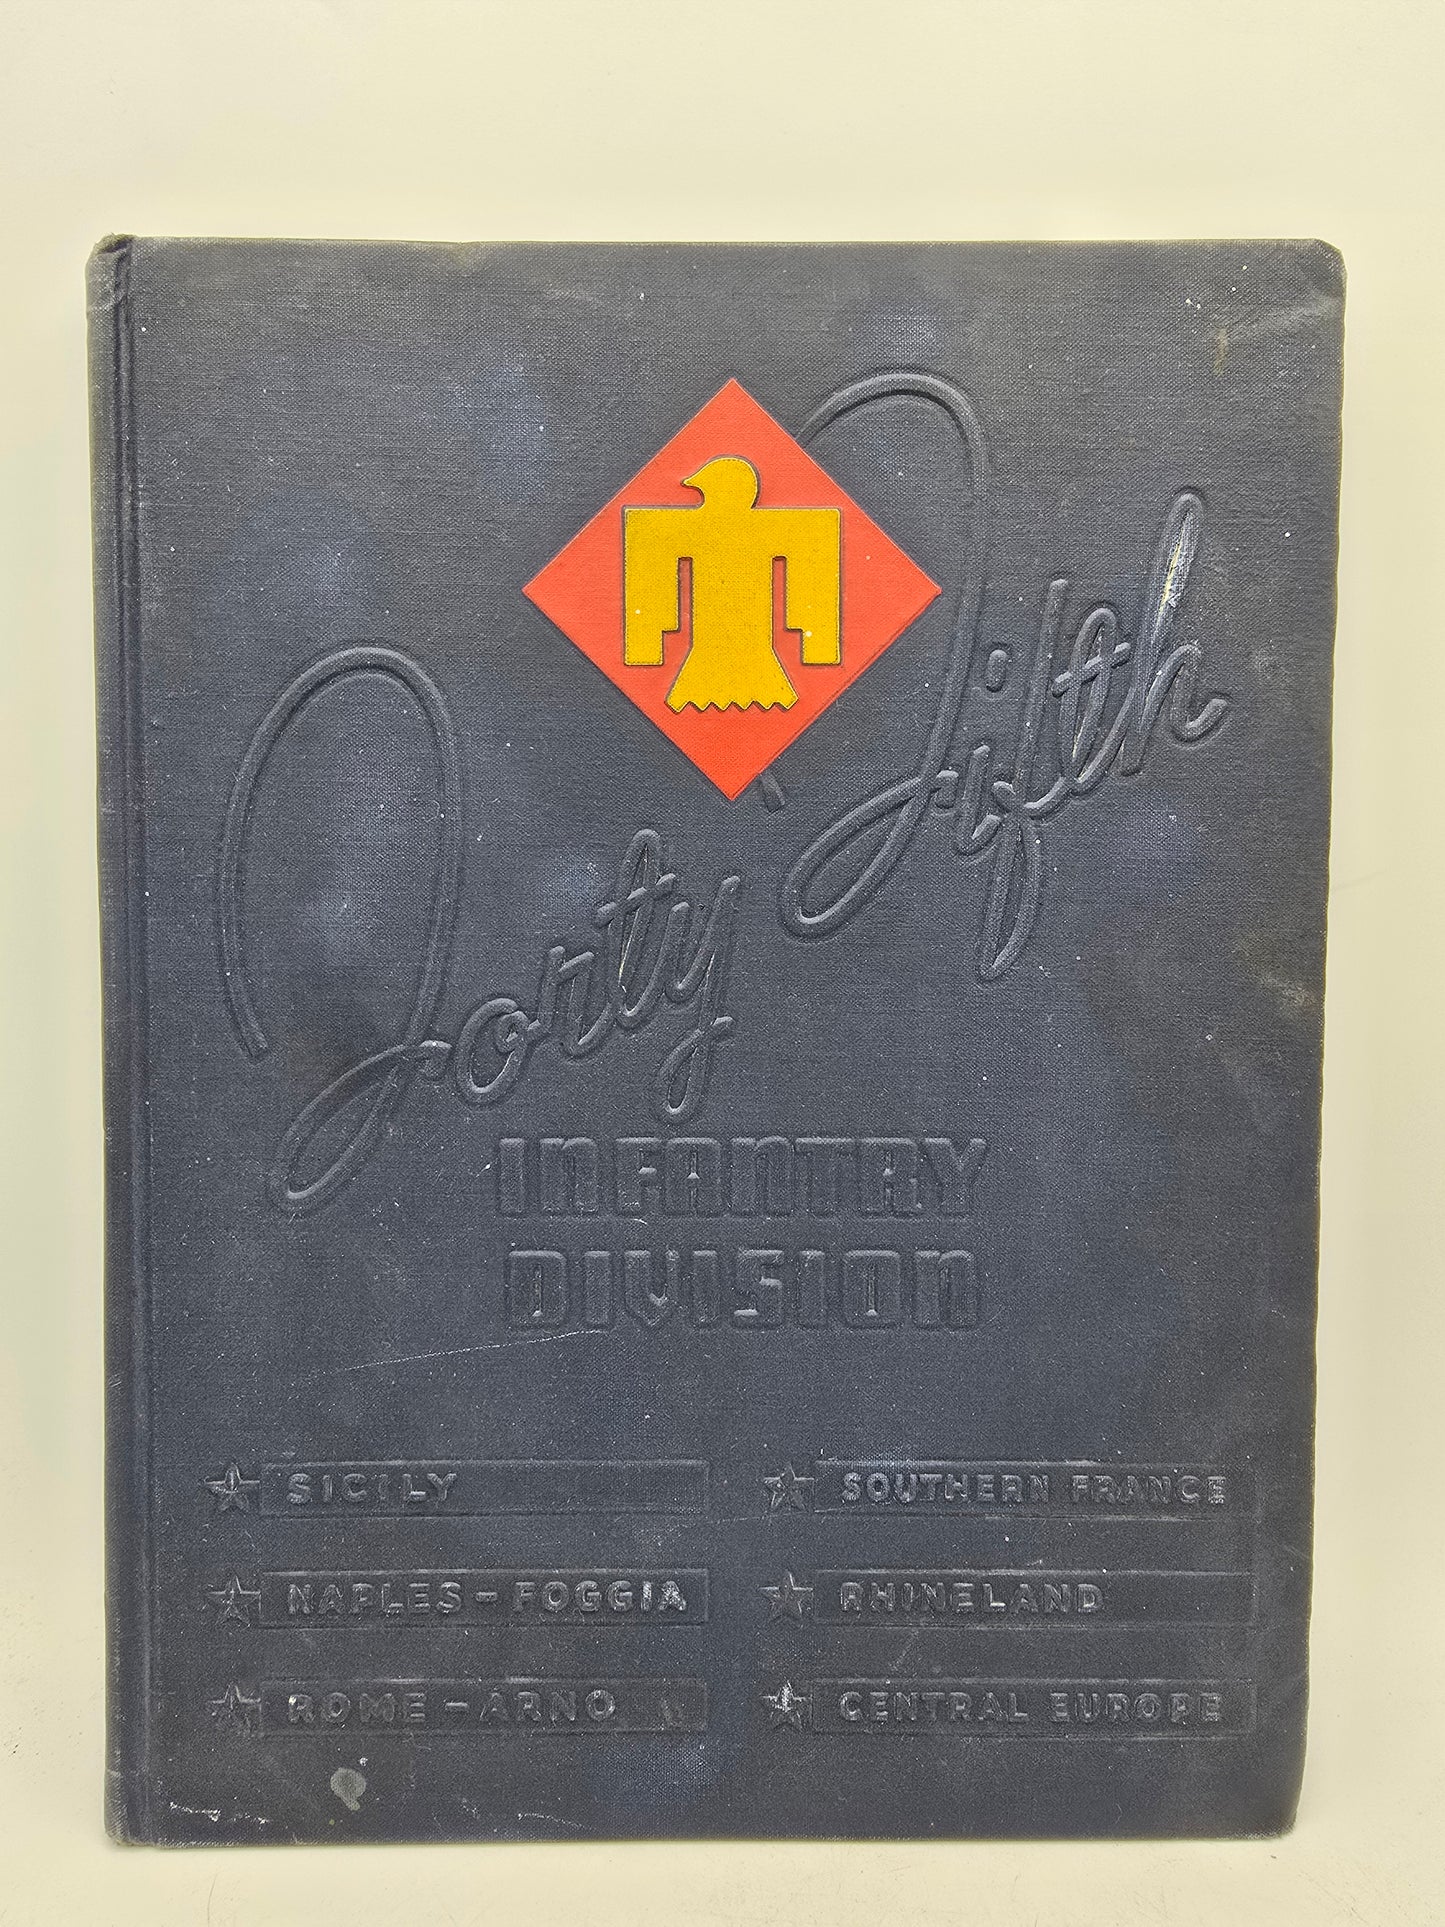 Forty Fifth
INFANTRY
DIVISION
SICILY
NAPLES-FOGGIA
ROME-ARNO
SOUTHERN FRANCE
RHINELAND
CENTRAL EUROPE